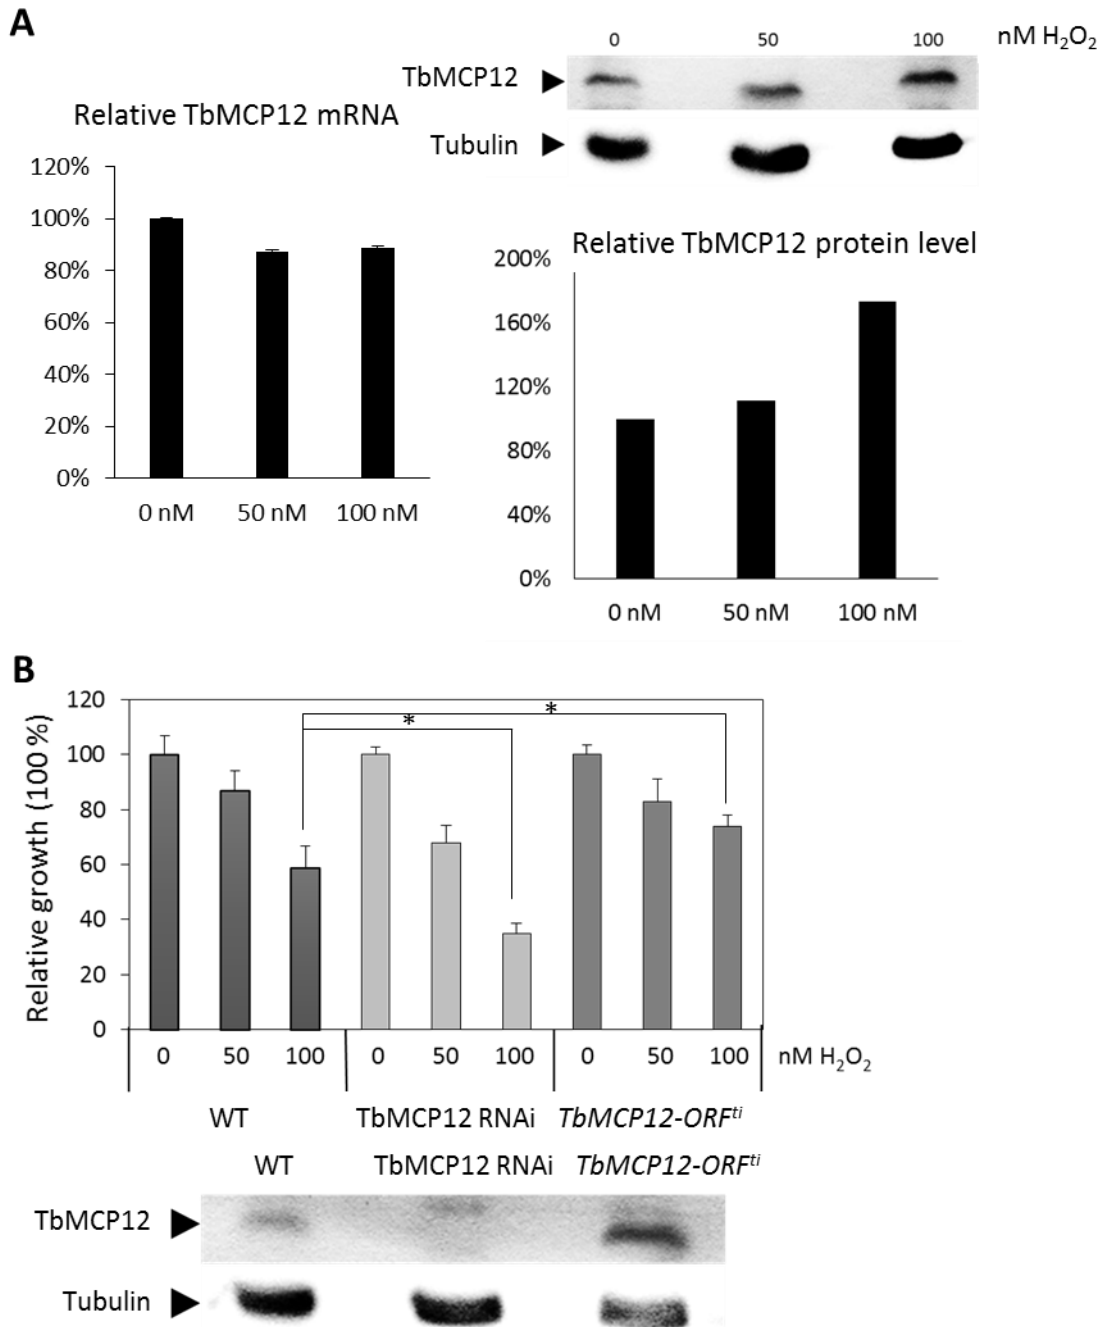 A
0 50 100 nM H₂O₂
TbMCP12
Tubulin
Relative TbMCP12 mRNA
120%
100%
80%
60%
40%
20%
0%
0 nM 50 nM 100 nM
Relative TbMCP12 protein level
200%
160%
120%
80%
40%
0%
0 nM 50 nM 100 nM
B
Relative growth (100 %)
120
100
80
60
40
20
0
*
*
0 50 100 0 50 100 0 50 100 nM H₂O₂
WT TbMCP12 RNAi TbMCP12-ORFᵗⁱ
WT TbMCP12 RNAi TbMCP12-ORFᵗⁱ
TbMCP12
Tubulin